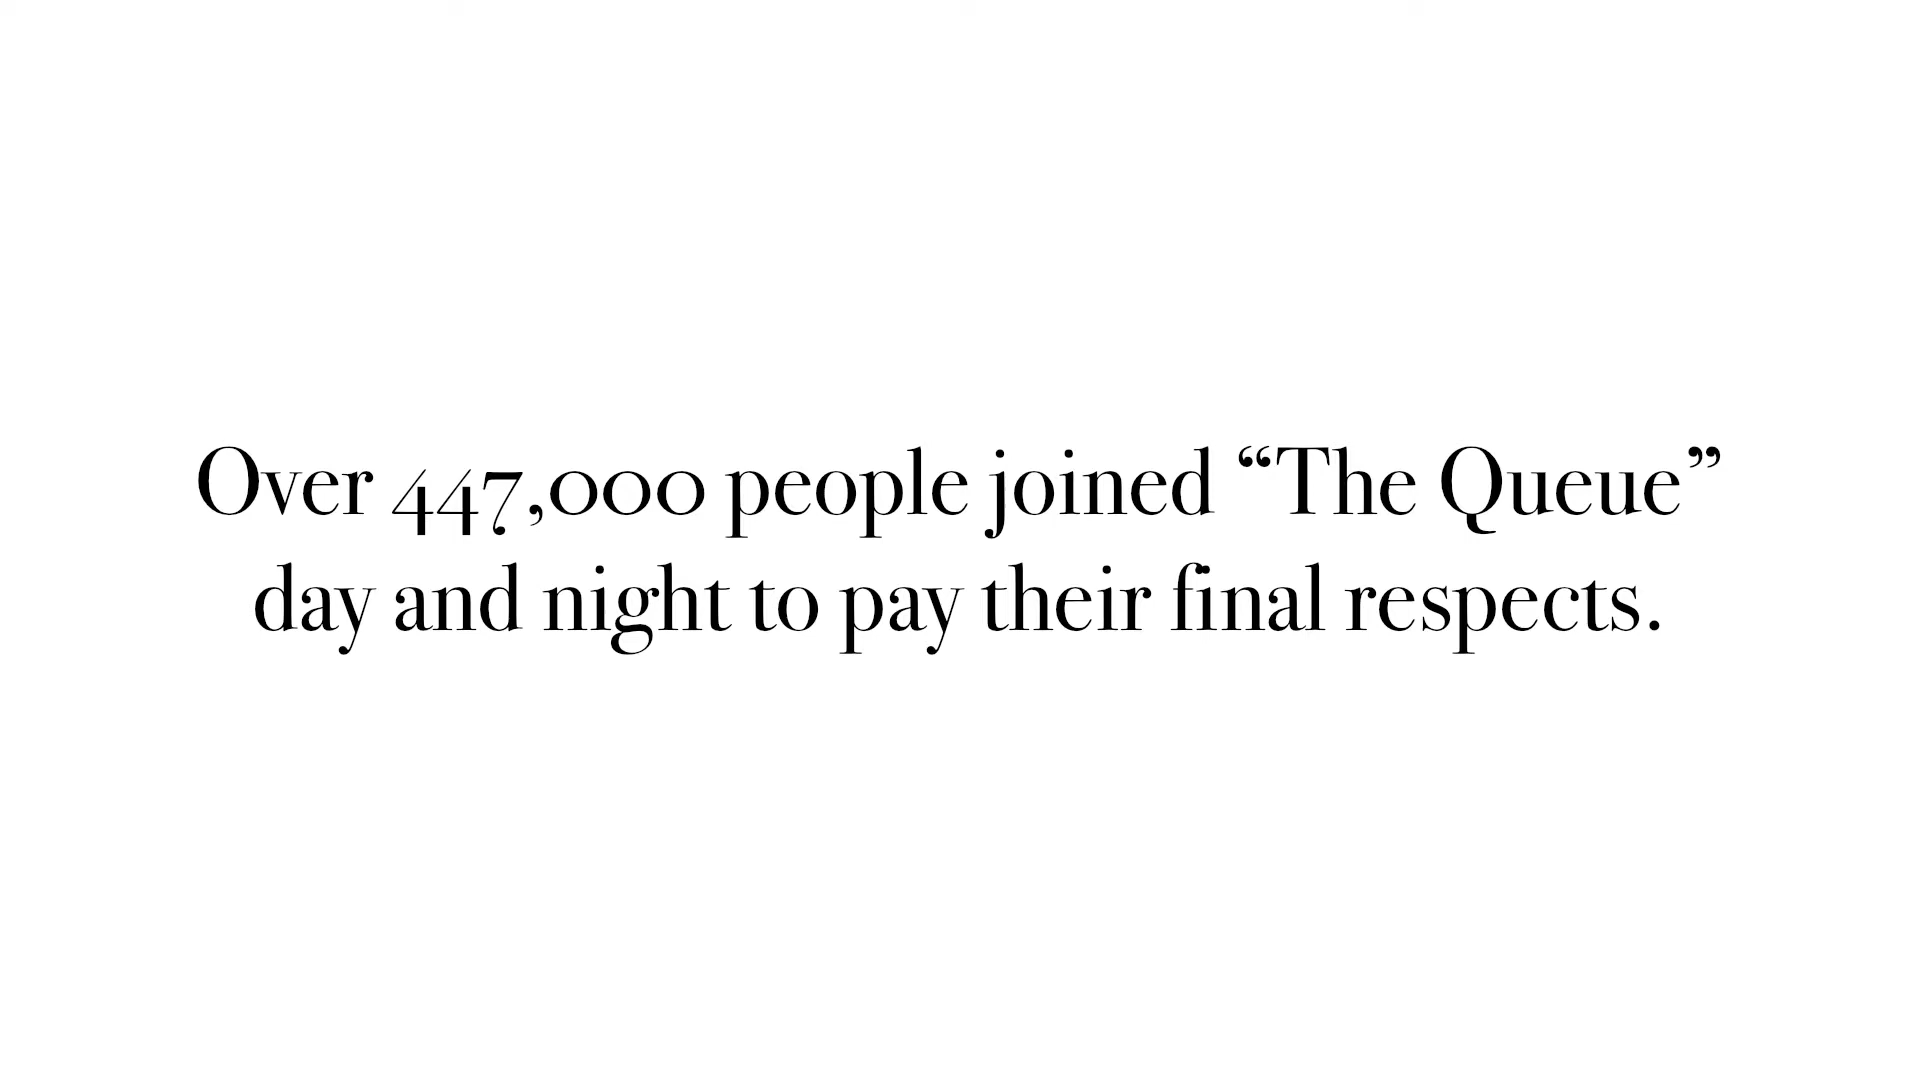 Over 447,000 people joined “The Queue”
day and night to pay their final respects.